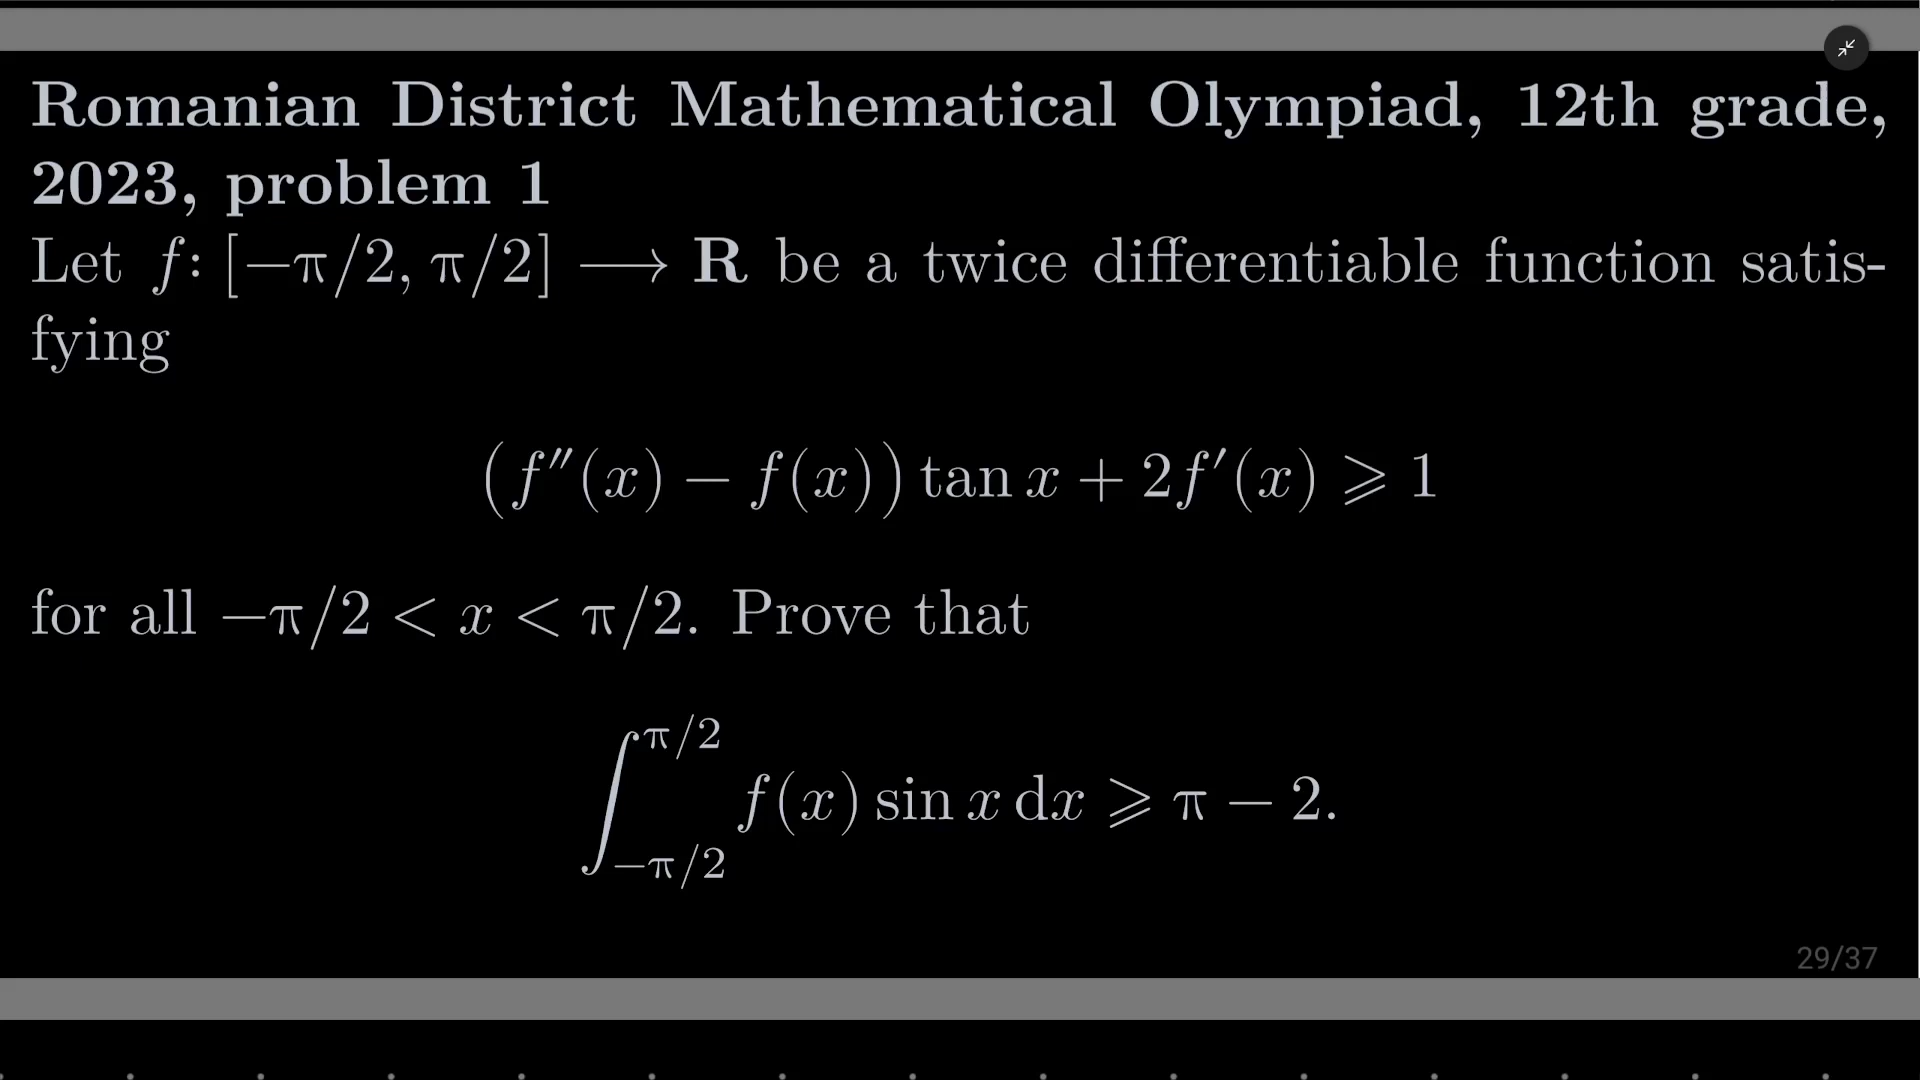 Romanian District Mathematical Olympiad, 12th grade,
2023, problem 1
Let f: [−π/2, π/2] ⟶ R be a twice differentiable function satis-
fying
(f″(x) − f(x)) tan x + 2f′(x) ⩾ 1
for all −π/2 < x < π/2. Prove that
∫_{−π/2}^{π/2} f(x) sin x dx ⩾ π − 2.
29/37